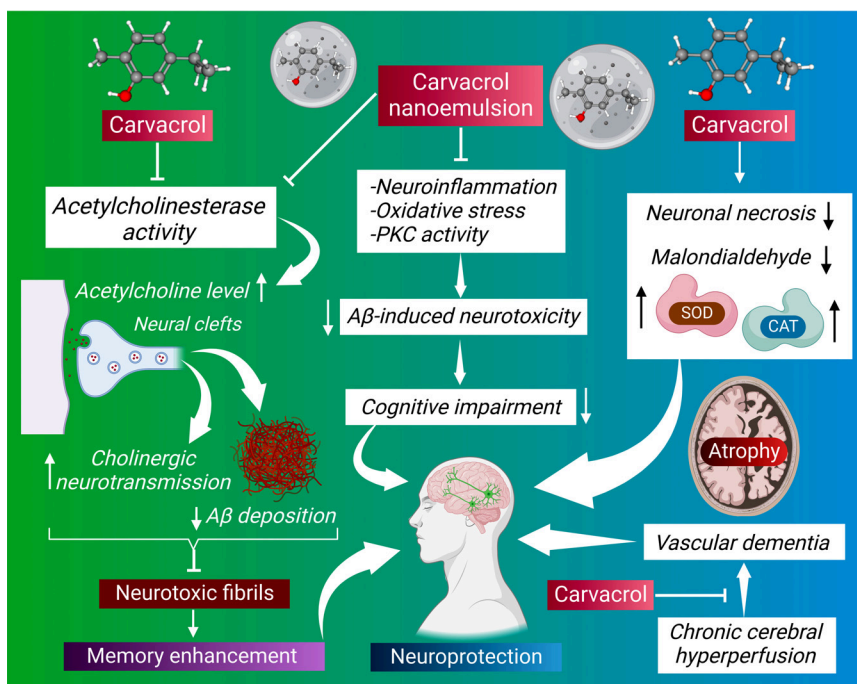 Carvacrol
Carvacrol
nanoemulsion
Carvacrol
Acetylcholinesterase
activity
-Neuroinflammation
-Oxidative stress
-PKC activity
Neuronal necrosis
Malondialdehyde
SOD
CAT
Acetylcholine level
Neural clefts
Aβ-induced neurotoxicity
Cognitive impairment
Atrophy
Cholinergic
neurotransmission
Aβ deposition
Vascular dementia
Neurotoxic fibrils
Carvacrol
Chronic cerebral
hyperperfusion
Memory enhancement
Neuroprotection